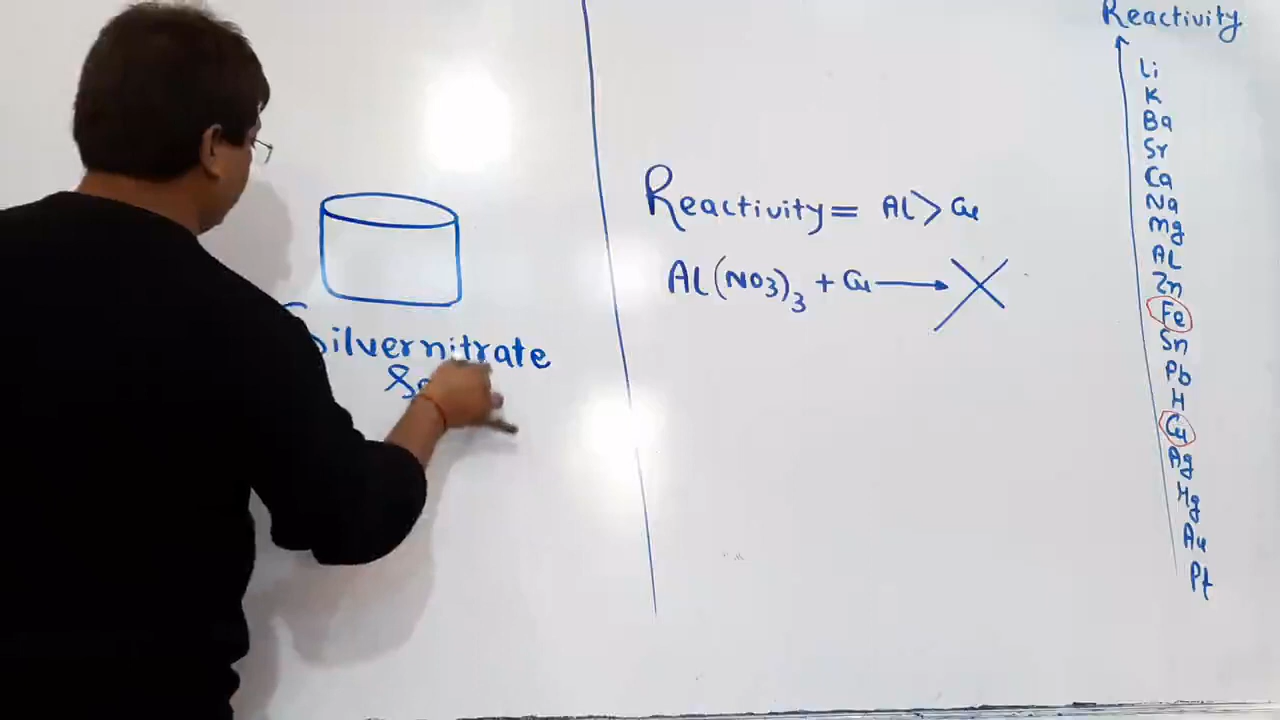 Silvernitrate
Reactivity = Al > Cu
Al(NO3)3 + Cu ⟶ X
Reactivity
Li
K
Ba
Sr
Ca
Na
Mg
Al
Zn
Fe
Sn
Pb
H
Cu
Ag
Hg
Au
Pt